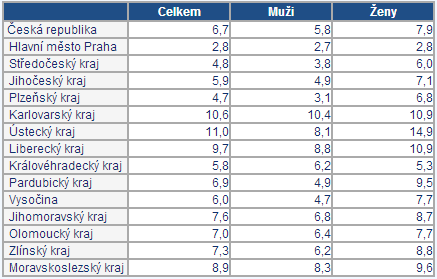 Celkem Muži Ženy
Česká republika 6,7 5,8 7,9
Hlavní město Praha 2,8 2,7 2,8
Středočeský kraj 4,8 3,8 6,0
Jihočeský kraj 5,9 4,9 7,1
Plzeňský kraj 4,7 3,1 6,8
Karlovarský kraj 10,6 10,4 10,9
Ústecký kraj 11,0 8,1 14,9
Liberecký kraj 9,7 8,8 10,9
Královéhradecký kraj 5,8 6,2 5,3
Pardubický kraj 6,9 4,9 9,5
Vysočina 6,0 4,7 7,7
Jihomoravský kraj 7,6 6,8 8,7
Olomoucký kraj 7,0 6,4 7,7
Zlínský kraj 7,3 6,2 8,8
Moravskoslezský kraj 8,9 8,3 9,6